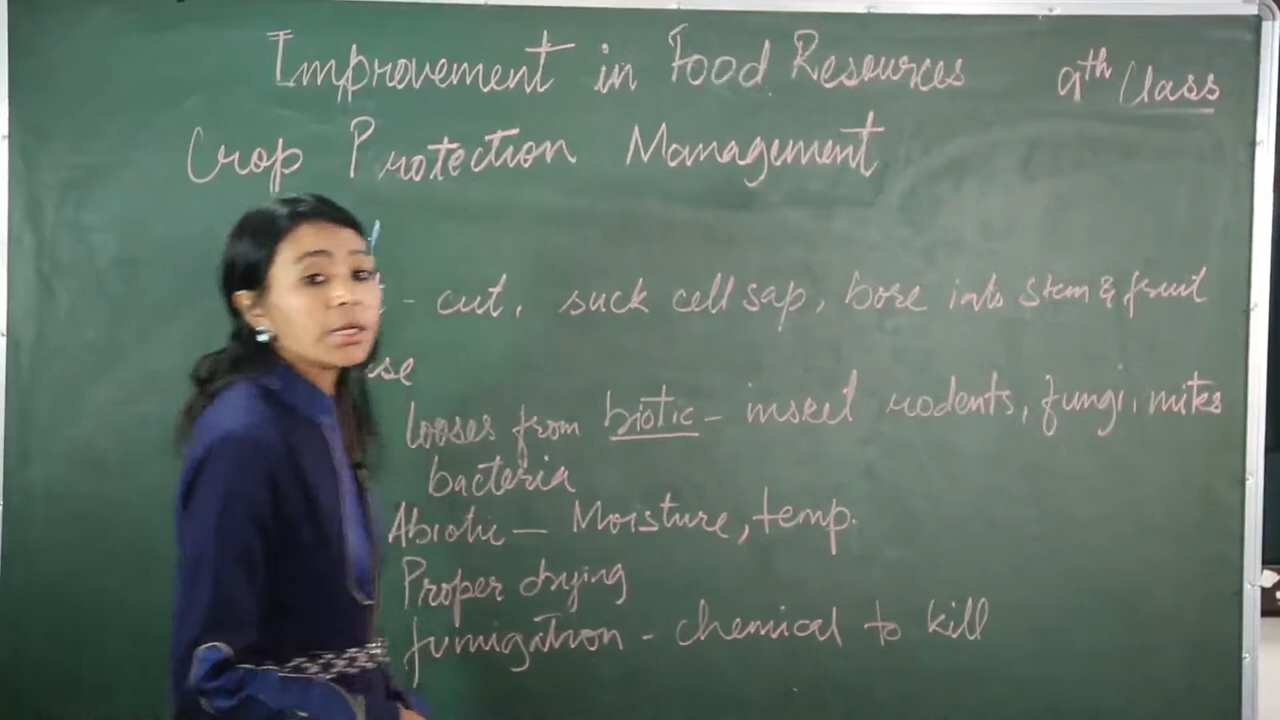 Improvement in Food Resources 9th Class
Crop Protection Management
- cut, suck cell sap, bore into stem & fruit
use
looses from biotic - insect rodents, fungi, mites
bacteria
Abiotic - Moisture, temp.
Proper drying
fumigation - chemical to kill